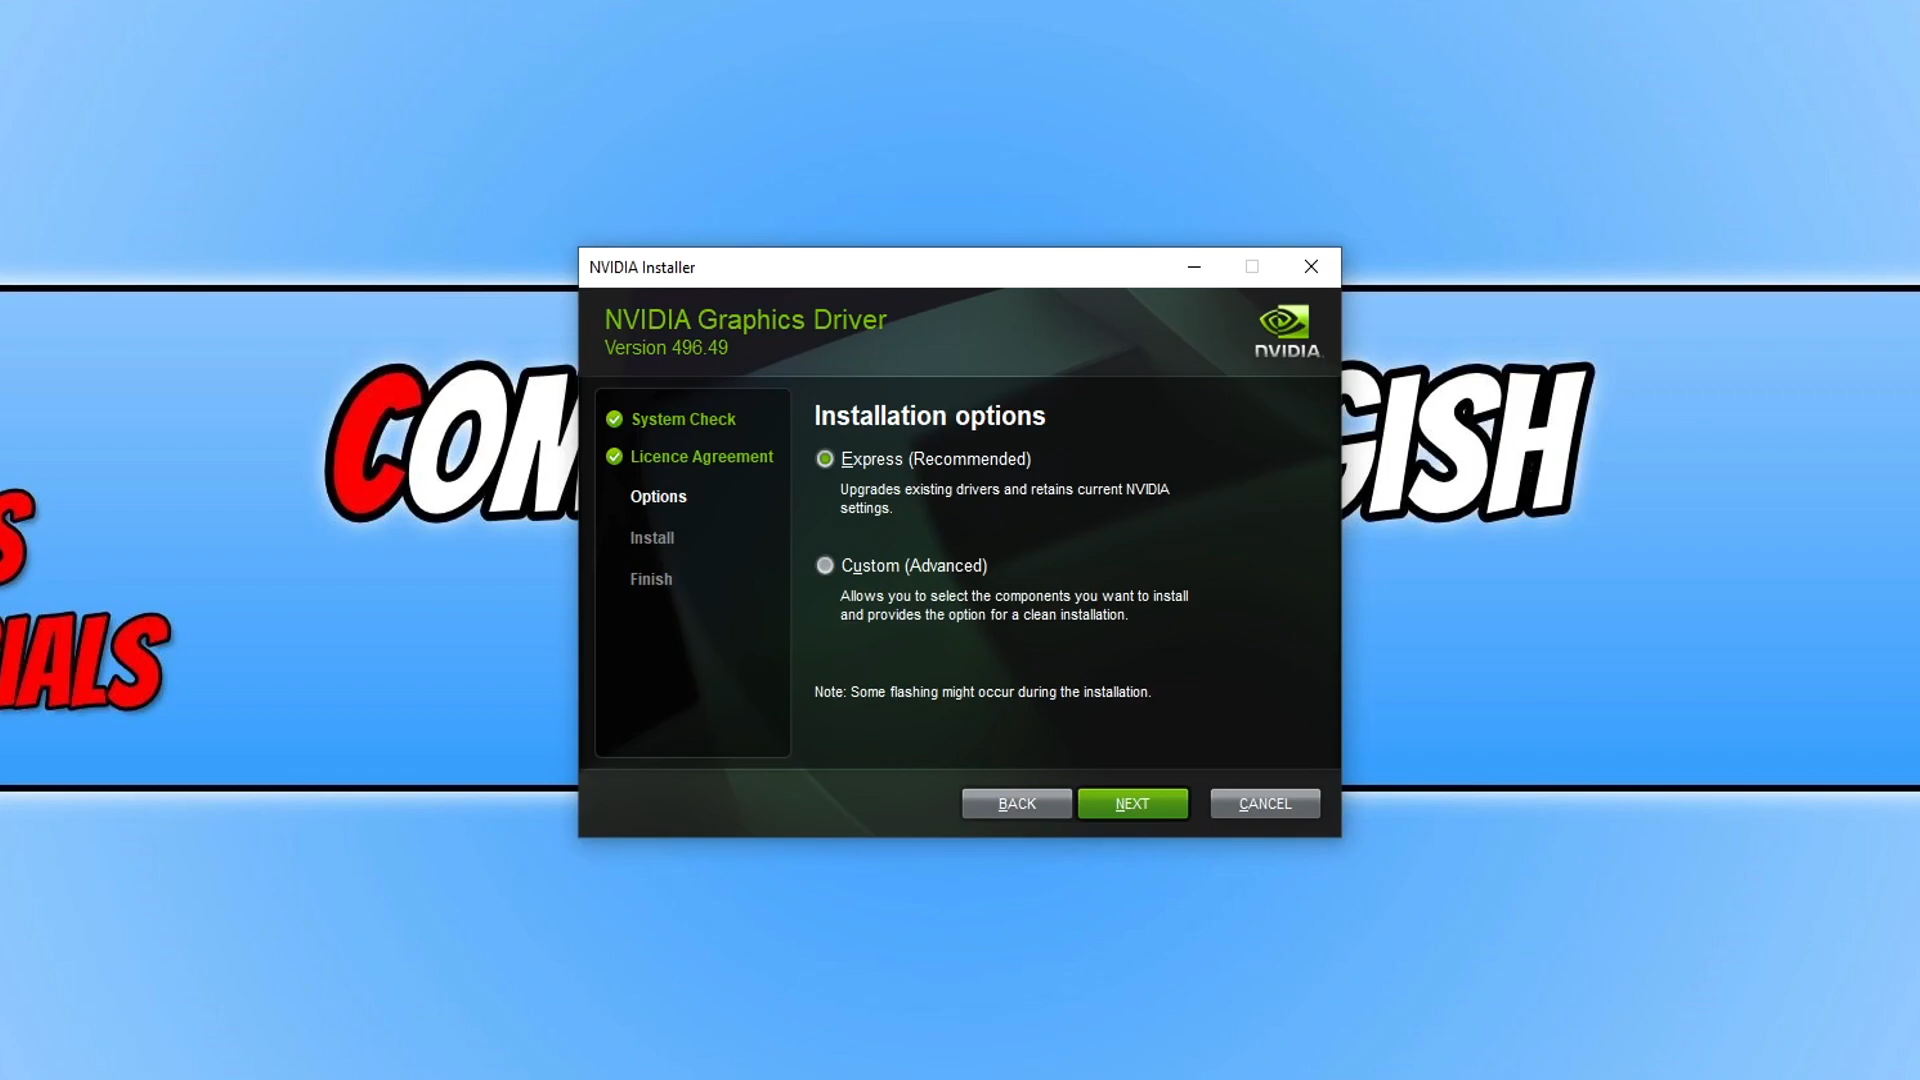 NVIDIA Installer
NVIDIA Graphics Driver
Version 496.49
NVIDIA
System Check
Licence Agreement
Options
Install
Finish
Installation options
Express (Recommended)
Upgrades existing drivers and retains current NVIDIA
settings.
Custom (Advanced)
Allows you to select the components you want to install
and provides the option for a clean installation.
Note: Some flashing might occur during the installation.
BACK
NEXT
CANCEL